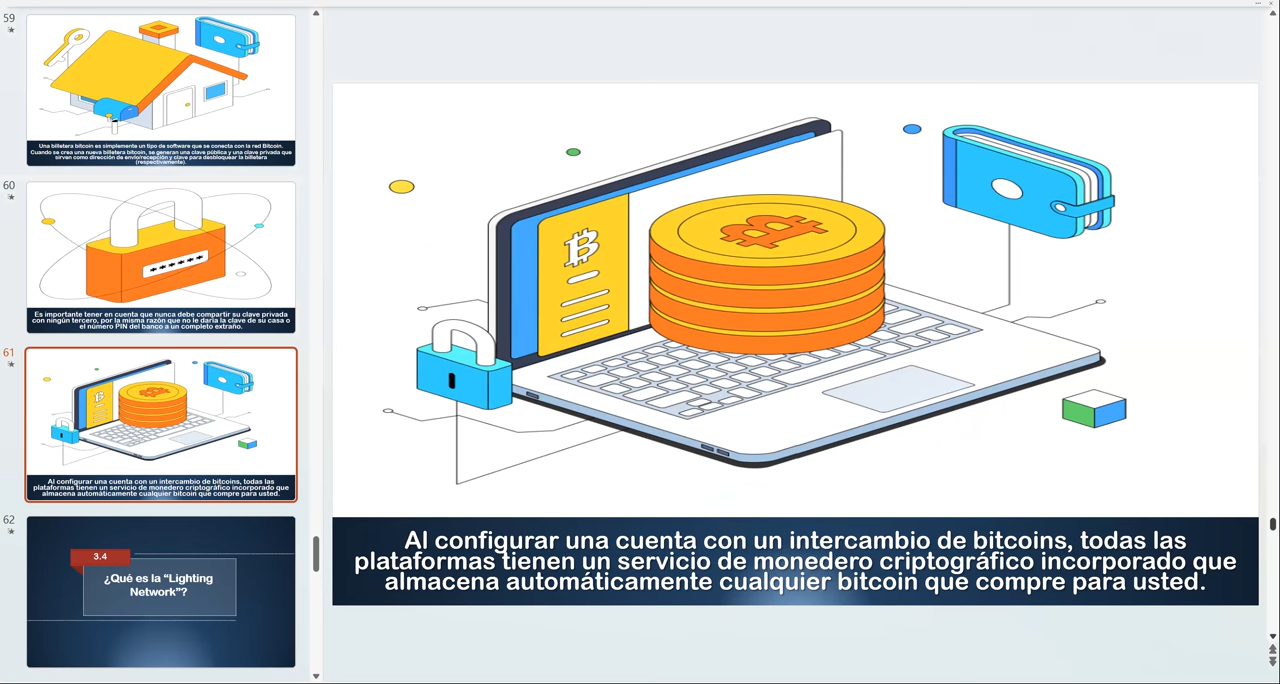 59
Una billetera bitcoin es simplemente un tipo de software que se conecta con la red Bitcoin.
Cuando se crea una nueva billetera bitcoin, se generan una clave pública y una clave privada que
sirven como dirección de envío/recepción y clave para desbloquear la billetera
(respectivamente).
60
Es importante tener en cuenta que nunca debe compartir su clave privada
con ningún tercero, por la misma razón que no le daría la clave de su casa o
el número PIN del banco a un completo extraño.
61
Al configurar una cuenta con un intercambio de bitcoins, todas las
plataformas tienen un servicio de monedero criptográfico incorporado que
almacena automáticamente cualquier bitcoin que compre para usted.
62
3.4
¿Qué es la “Lighting
Network”?
Al configurar una cuenta con un intercambio de bitcoins, todas las
plataformas tienen un servicio de monedero criptográfico incorporado que
almacena automáticamente cualquier bitcoin que compre para usted.